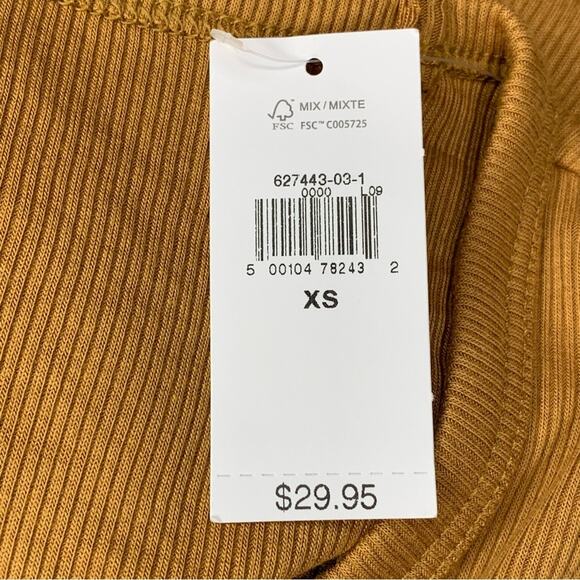 FSC
MIX / MIXTE
FSC™ C005725
627443-03-1
0000 L09
5 00104 78243 2
XS
$29.95